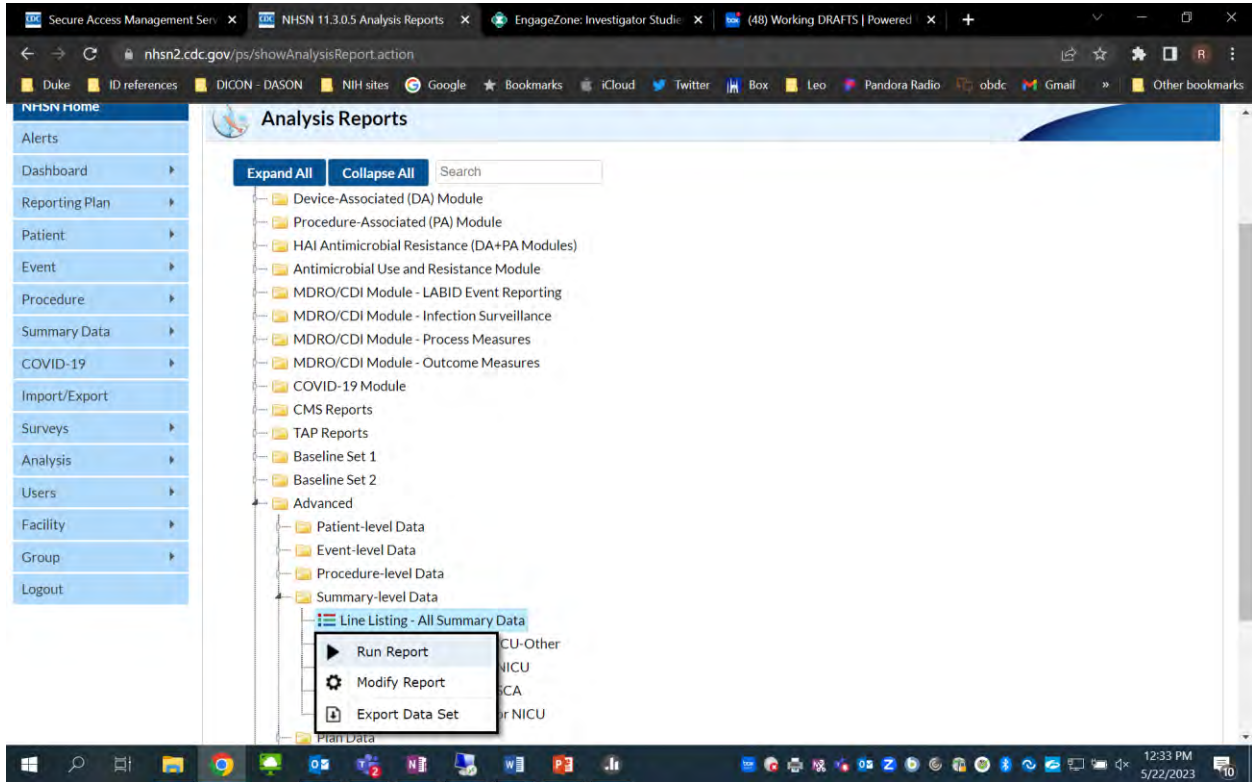 Secure Access Management Serv
NHSN 11.3.0.5 Analysis Reports
EngageZone: Investigator Studie
(48) Working DRAFTS | Powered
nhsn2.cdc.gov/ps/showAnalysisReport.action
R
Duke ID references DICON - DASON NIH sites Google Bookmarks iCloud Twitter Box Leo Pandora Radio obdc Gmail » Other bookmarks
NHSN Home
Alerts
Dashboard
Reporting Plan
Patient
Event
Procedure
Summary Data
COVID-19
Import/Export
Surveys
Analysis
Users
Facility
Group
Logout
Analysis Reports
Expand All Collapse All Search
Device-Associated (DA) Module
Procedure-Associated (PA) Module
HAI Antimicrobial Resistance (DA+PA Modules)
Antimicrobial Use and Resistance Module
MDRO/CDI Module - LABID Event Reporting
MDRO/CDI Module - Infection Surveillance
MDRO/CDI Module - Process Measures
MDRO/CDI Module - Outcome Measures
COVID-19 Module
CMS Reports
TAP Reports
Baseline Set 1
Baseline Set 2
Advanced
Patient-level Data
Event-level Data
Procedure-level Data
Summary-level Data
Line Listing - All Summary Data
CU-Other
Run Report
NICU
Modify Report
SCA
Export Data Set
or NICU
Plan Data
12:33 PM
5/22/2023
10